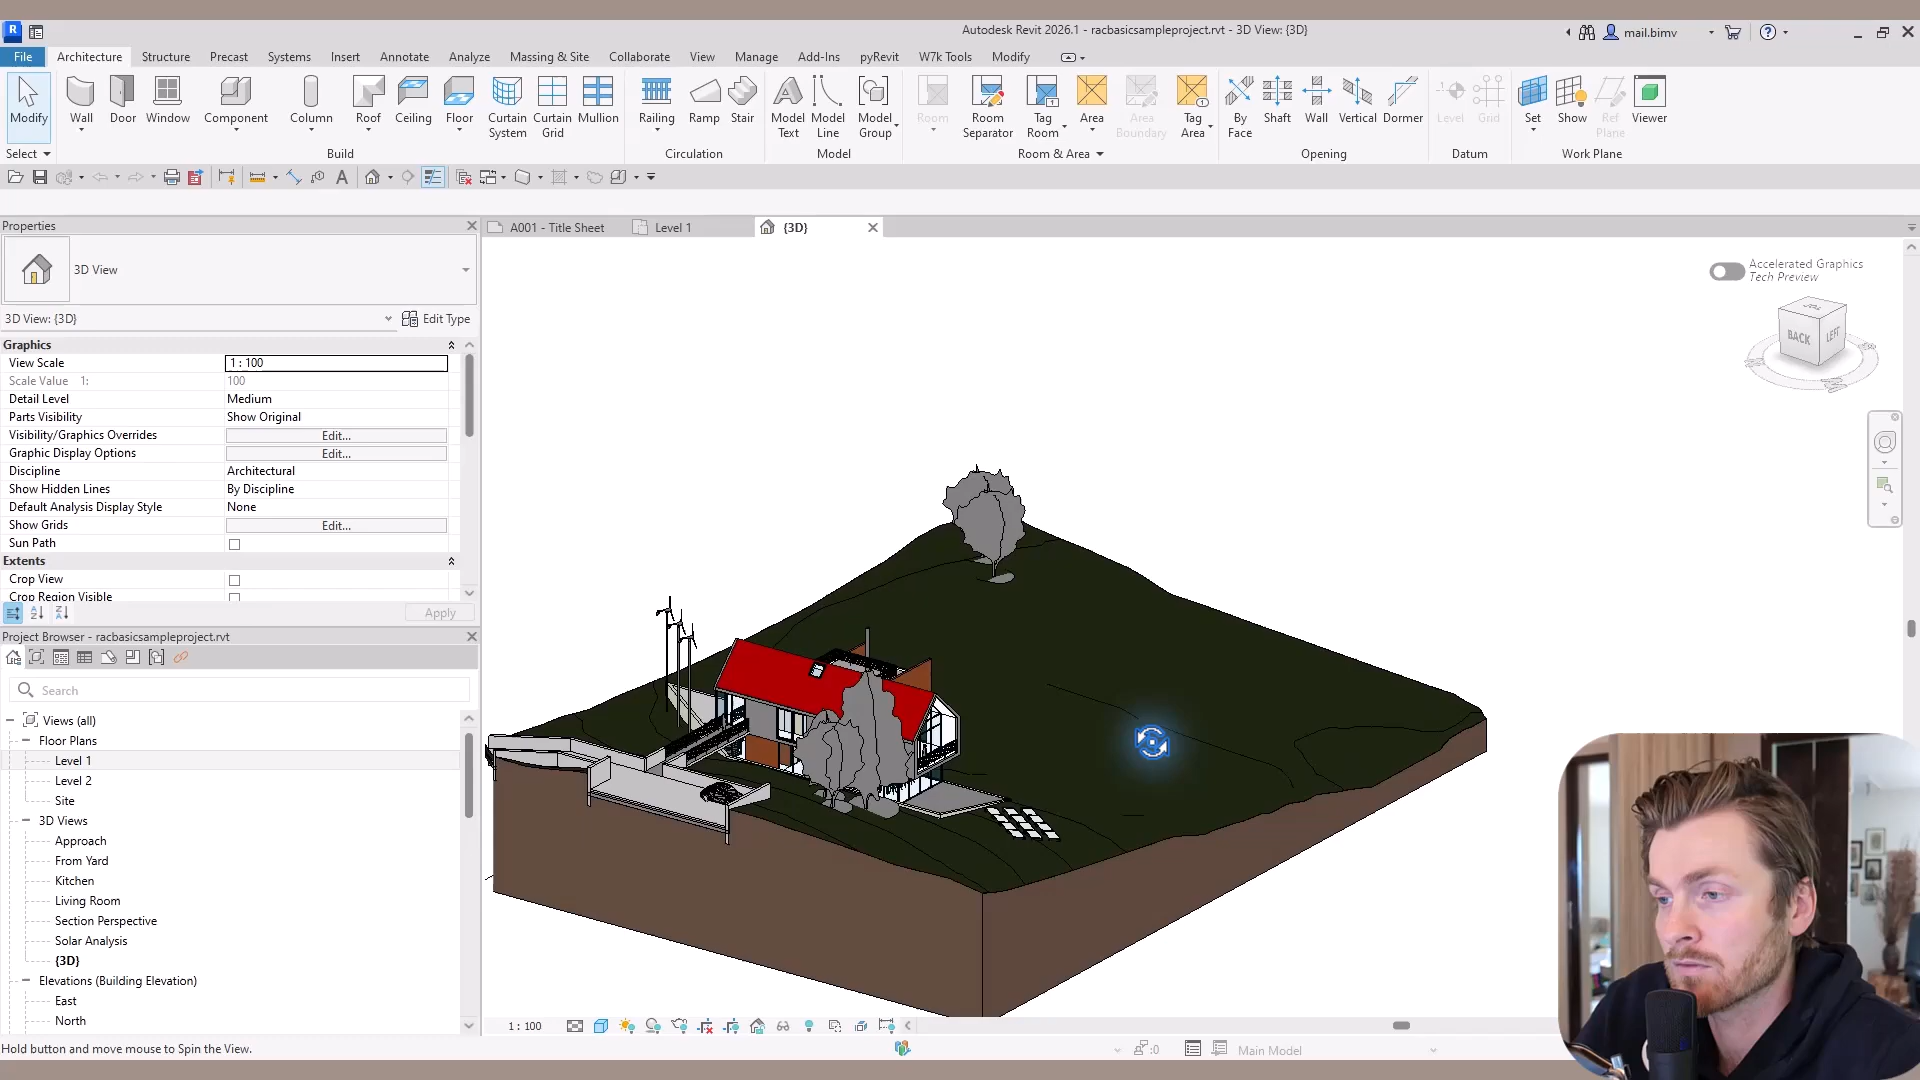 Autodesk Revit 2026.1 - racbasicsampleproject.rvt - 3D View: {3D}
mail.bimv
File Architecture Structure Precast Systems Insert Annotate Analyze Massing & Site Collaborate View Manage Add-Ins pyRevit W7k Tools Modify
Modify Wall Door Window Component Column Roof Ceiling Floor Curtain System Curtain Grid Mullion Railing Ramp Stair Model Text Model Line Model Group Room Room Separator Tag Room Area Area Boundary Tag Area By Face Shaft Wall Vertical Dormer Level Grid Set Show Ref Plane Viewer
Select Build Circulation Model Room & Area Opening Datum Work Plane
Properties
3D View
3D View: {3D} Edit Type
Graphics
View Scale 1 : 100
Scale Value 1: 100
Detail Level Medium
Parts Visibility Show Original
Visibility/Graphics Overrides Edit...
Graphic Display Options Edit...
Discipline Architectural
Show Hidden Lines By Discipline
Default Analysis Display Style None
Show Grids Edit...
Sun Path
Extents
Crop View
Crop Region Visible
Apply
Project Browser - racbasicsampleproject.rvt
Search
Views (all)
Floor Plans
Level 1
Level 2
Site
3D Views
Approach
From Yard
Kitchen
Living Room
Section Perspective
Solar Analysis
{3D}
Elevations (Building Elevation)
East
North
A001 - Title Sheet Level 1 {3D}
Accelerated Graphics
Tech Preview
BACK LEFT
1 : 100
Hold button and move mouse to Spin the View.
:0
Main Model